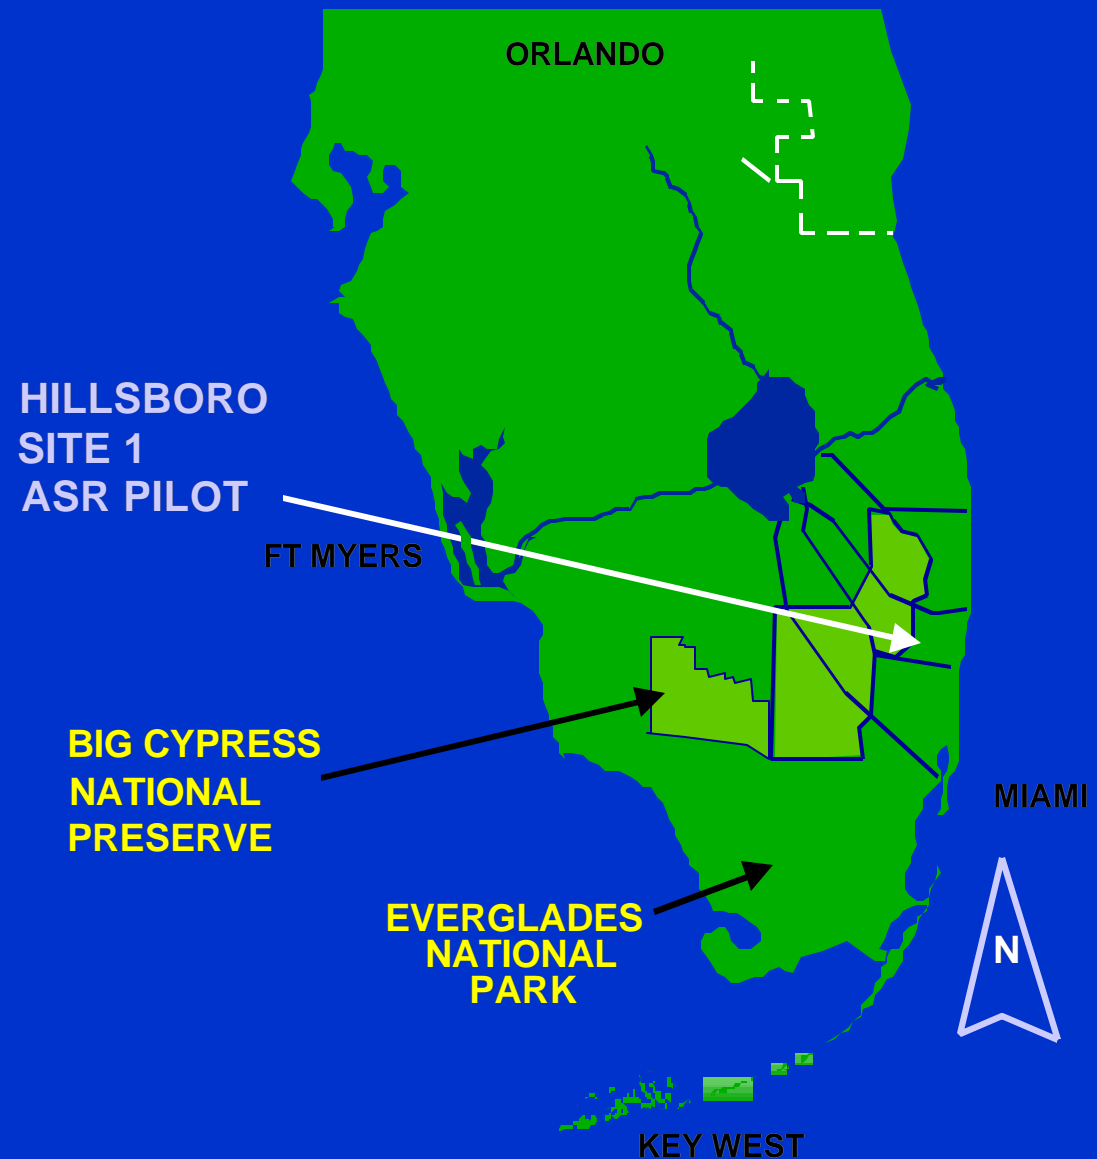 ORLANDO
HILLSBORO
SITE 1
ASR PILOT
FT MYERS
BIG CYPRESS
NATIONAL
PRESERVE
MIAMI
EVERGLADES
NATIONAL
PARK
N
KEY WEST